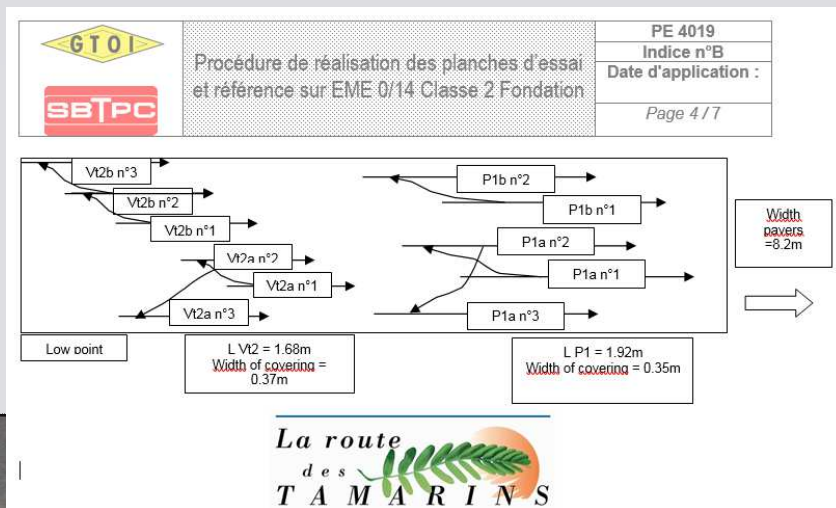 GTOI
SBTPC
Procédure de réalisation des planches d'essai
et référence sur EME 0/14 Classe 2 Fondation
PE 4019
Indice n°B
Date d'application :
Page 4 / 7
Vt2b n°3
Vt2b n°2
Vt2b n°1
Vt2a n°2
Vt2a n°1
Vt2a n°3
P1b n°2
P1b n°1
P1a n°2
P1a n°1
P1a n°3
Width
pavers
=8.2m
Low point
L Vt2 = 1.68m
Width of covering =
0.37m
L P1 = 1.92m
Width of covering = 0.35m
La route
des
TAMARINS